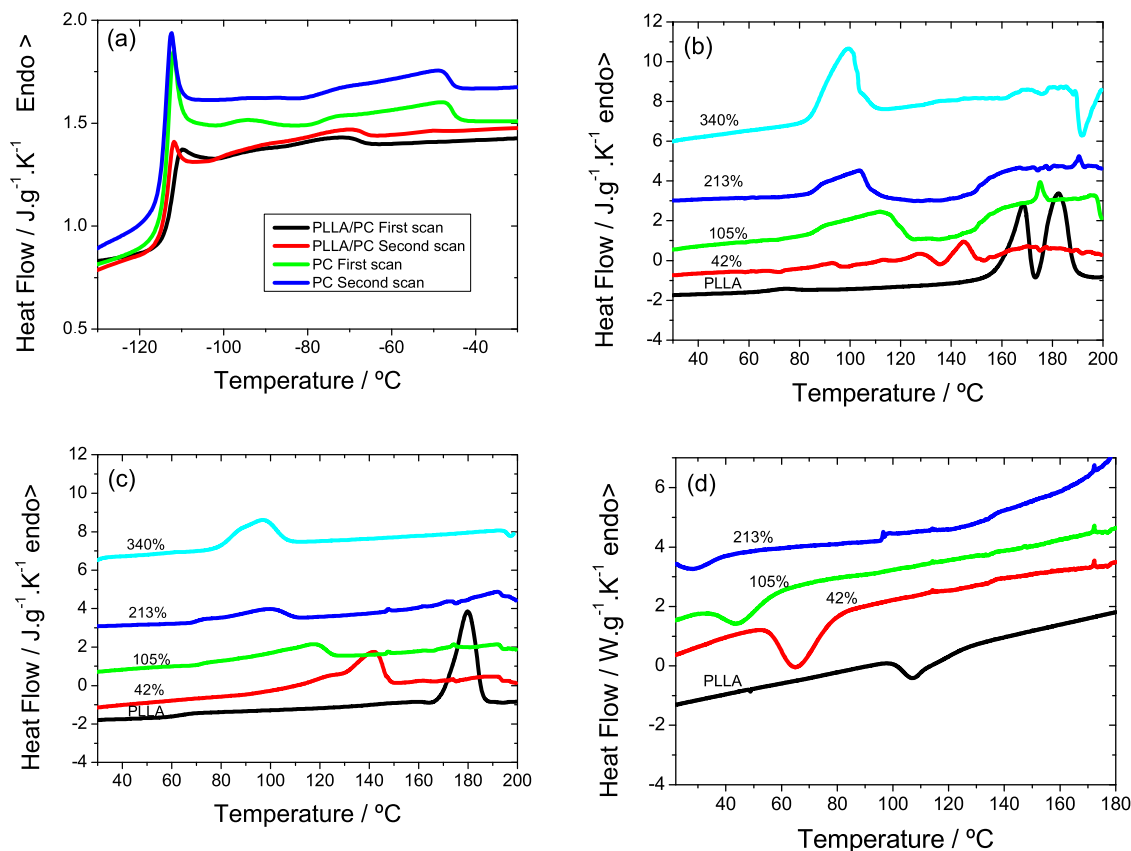 (a)
Heat Flow / J.g⁻¹.K⁻¹ Endo >
2.0
1.5
1.0
0.5
PLLA/PC First scan
PLLA/PC Second scan
PC First scan
PC Second scan
-120 -100 -80 -60 -40
Temperature / ºC
(b)
Heat Flow / J.g⁻¹.K⁻¹ endo>
12
10
8
6
4
2
0
-2
-4
340%
213%
105%
42%
PLLA
40 60 80 100 120 140 160 180 200
Temperature / ºC
(c)
Heat Flow / J.g⁻¹.K⁻¹ endo>
12
10
8
6
4
2
0
-2
-4
340%
213%
105%
42%
PLLA
40 60 80 100 120 140 160 180 200
Temperature / ºC
(d)
Heat Flow / W.g⁻¹.K⁻¹ endo>
6
4
2
0
-2
-4
213%
105%
42%
PLLA
40 60 80 100 120 140 160 180
Temperature / ºC